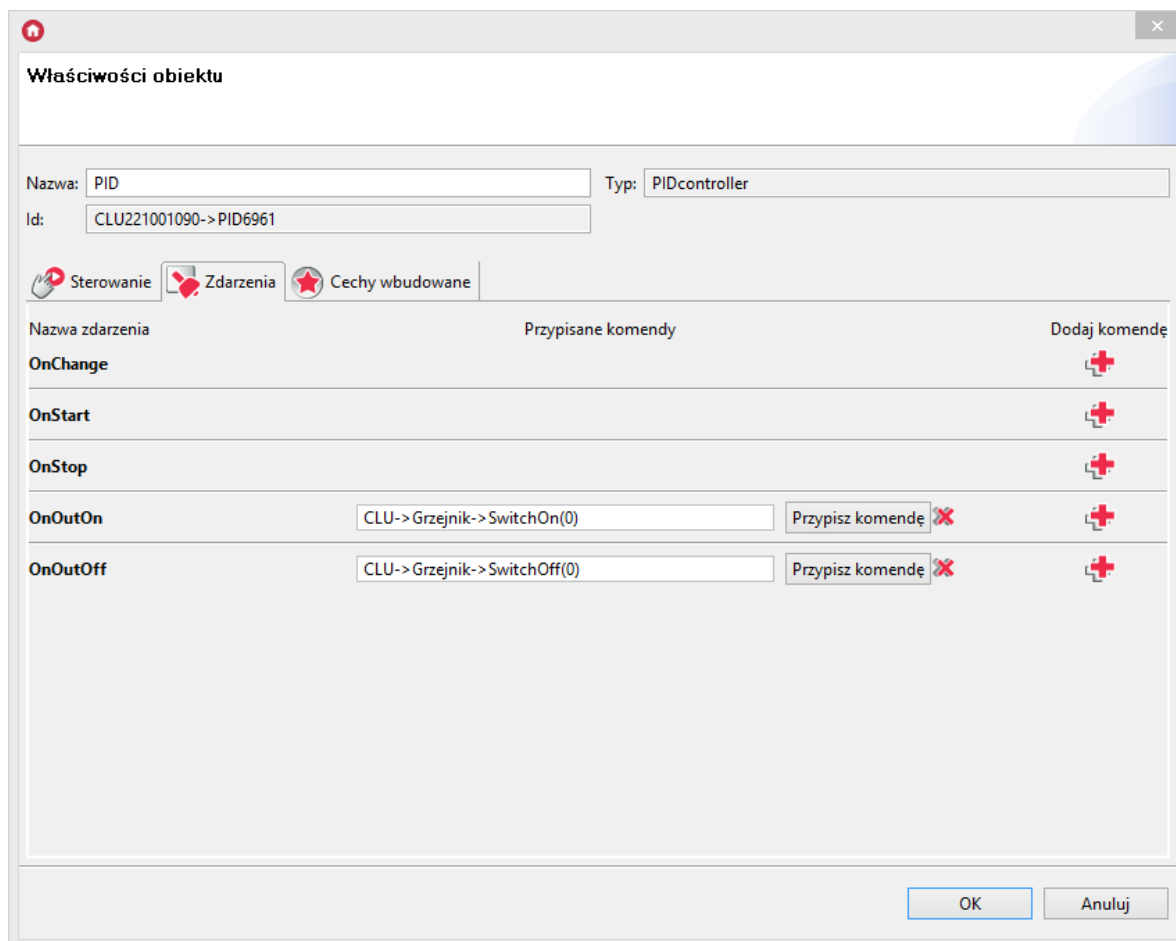 Właściwości obiektu
Nazwa: PID Typ: PIDcontroller
Id: CLU221001090->PID6961
Sterowanie Zdarzenia Cechy wbudowane
Nazwa zdarzenia Przypisane komendy Dodaj komendę
OnChange
OnStart
OnStop
OnOutOn CLU->Grzejnik->SwitchOn(0) Przypisz komendę
OnOutOff CLU->Grzejnik->SwitchOff(0) Przypisz komendę
OK Anuluj